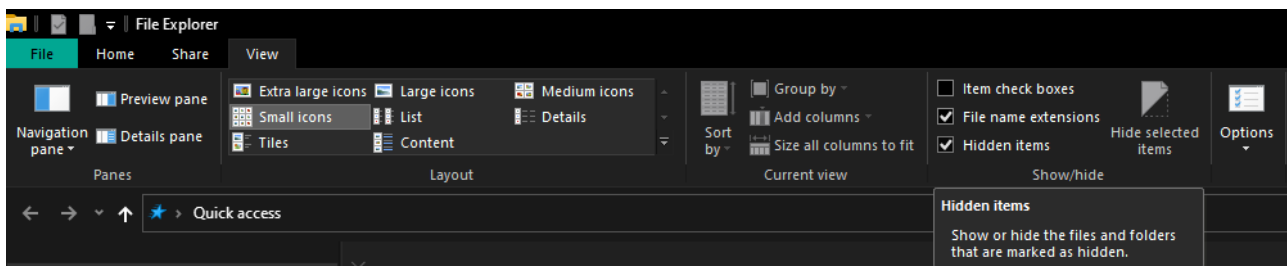 File Explorer
File Home Share View
Navigation pane
Preview pane
Details pane
Panes
Extra large icons Large icons Medium icons
Small icons List Details
Tiles Content
Layout
Sort by
Group by
Add columns
Size all columns to fit
Current view
Item check boxes
File name extensions
Hidden items
Hide selected
items
Show/hide
Options
Quick access
Hidden items
Show or hide the files and folders
that are marked as hidden.